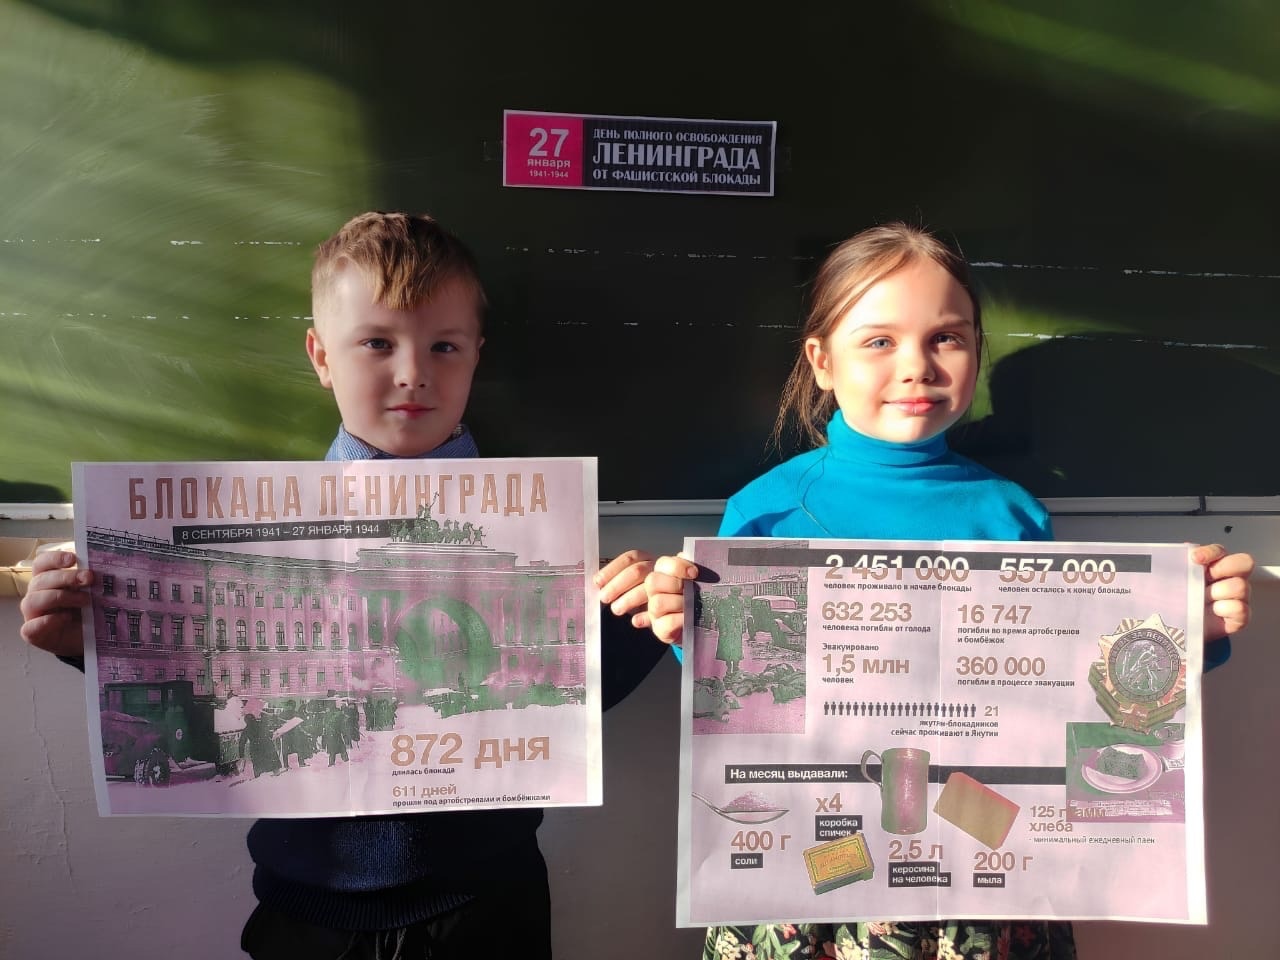 27
января
1941-1944
ДЕНЬ ПОЛНОГО ОСВОБОЖДЕНИЯ
ЛЕНИНГРАДА
ОТ ФАШИСТСКОЙ БЛОКАДЫ
БЛОКАДА ЛЕНИНГРАДА
8 СЕНТЯБРЯ 1941 – 27 ЯНВАРЯ 1944
872 ДНЯ
длилась блокада
611 дней
прошли под артобстрелами и бомбёжками
2 451 000
человек проживало в начале блокады
557 000
человек осталось к концу блокады
632 253
человека погибли от голода
16 747
погибли во время артобстрелов
и бомбёжек
Эвакуировано
1,5 млн
человек
360 000
погибли в процессе эвакуации
21
якутян-блокадников
сейчас проживают в Якутии
На месяц выдавали:
400 г
соли
x4
коробка
спичек
2,5 л
керосина
на человека
200 г
мыла
125 грамм
хлеба
- минимальный ежедневный паек